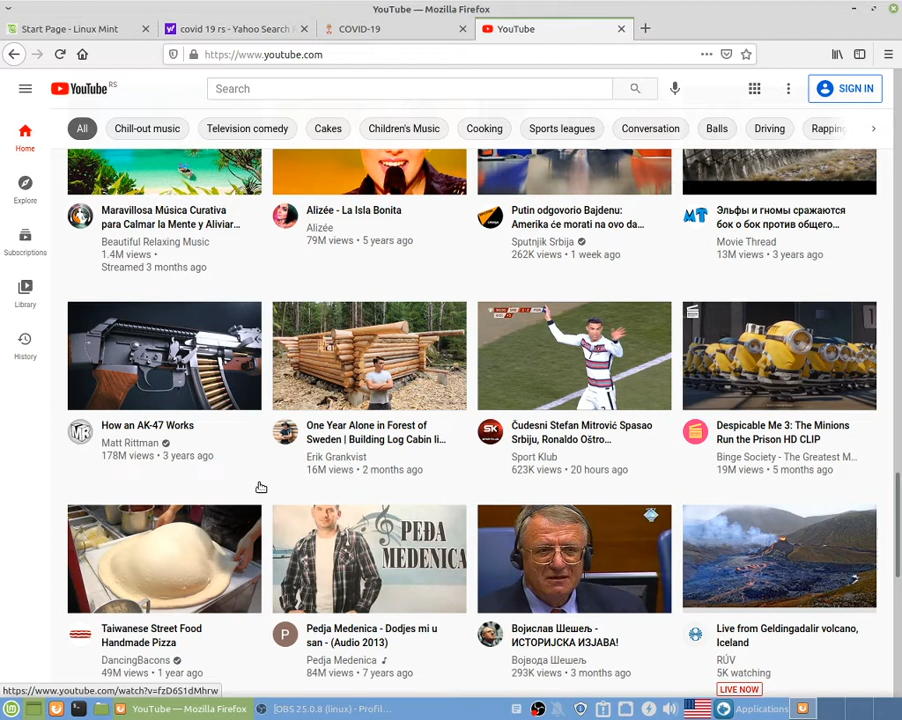 YouTube — Mozilla Firefox
Start Page - Linux Mint
covid 19 rs - Yahoo Search
COVID-19
YouTube
https://www.youtube.com
YouTube RS
Search
SIGN IN
All
Chill-out music
Television comedy
Cakes
Children's Music
Cooking
Sports leagues
Conversation
Balls
Driving
Rapping
Home
Explore
Subscriptions
Library
History
Maravillosa Música Curativa
para Calmar la Mente y Aliviar...
Beautiful Relaxing Music
1.4M views •
Streamed 3 months ago
Alizée - La Isla Bonita
Alizée
79M views • 5 years ago
Putin odgovorio Bajdenu:
Amerika će morati na ovo da...
Sputnjik Srbija
262K views • 1 week ago
Эльфы и гномы сражаются
бок о бок против общего...
Movie Thread
13M views • 3 years ago
How an AK-47 Works
Matt Rittman
178M views • 3 years ago
One Year Alone in Forest of
Sweden | Building Log Cabin li...
Erik Grankvist
16M views • 2 months ago
Čudesni Stefan Mitrović Spasao
Srbiju, Ronaldo Oštro...
Sport Klub
623K views • 20 hours ago
Despicable Me 3: The Minions
Run the Prison HD CLIP
Binge Society - The Greatest M...
19M views • 5 months ago
PEĐA
MEDENICA
Taiwanese Street Food
Handmade Pizza
DancingBacons
49M views • 1 year ago
P
Pedja Medenica - Dodjes mi u
san - (Audio 2013)
Pedja Medenica
84M views • 7 years ago
Војислав Шешељ -
ИСТОРИЈСКА ИЗЈАВА!
Војвода Шешељ
293K views • 3 months ago
Live from Geldingadalir volcano,
Iceland
RÚV
5K watching
LIVE NOW
https://www.youtube.com/watch?v=fzD6S1dMhrw
YouTube — Mozilla Firefox
[OBS 25.0.8 (linux) - Profil...
Applications